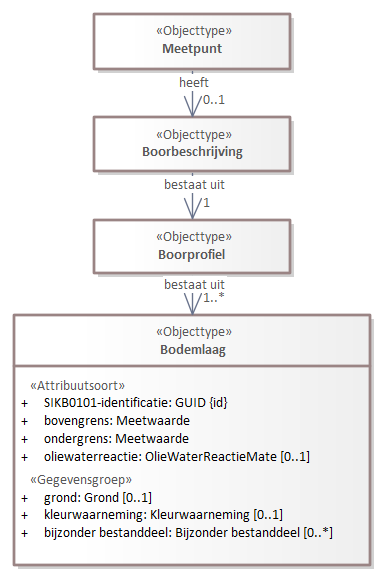 «Objecttype»
Meetpunt
heeft
0..1
«Objecttype»
Boorbeschrijving
bestaat uit
1
«Objecttype»
Boorprofiel
bestaat uit
1..*
«Objecttype»
Bodemlaag
«Attribuutsoort»
+ SIKB0101-identificatie: GUID {id}
+ bovengrens: Meetwaarde
+ ondergrens: Meetwaarde
+ oliewaterreactie: OlieWaterReactieMate [0..1]
«Gegevensgroep»
+ grond: Grond [0..1]
+ kleurwaarneming: Kleurwaarneming [0..1]
+ bijzonder bestanddeel: Bijzonder bestanddeel [0..*]